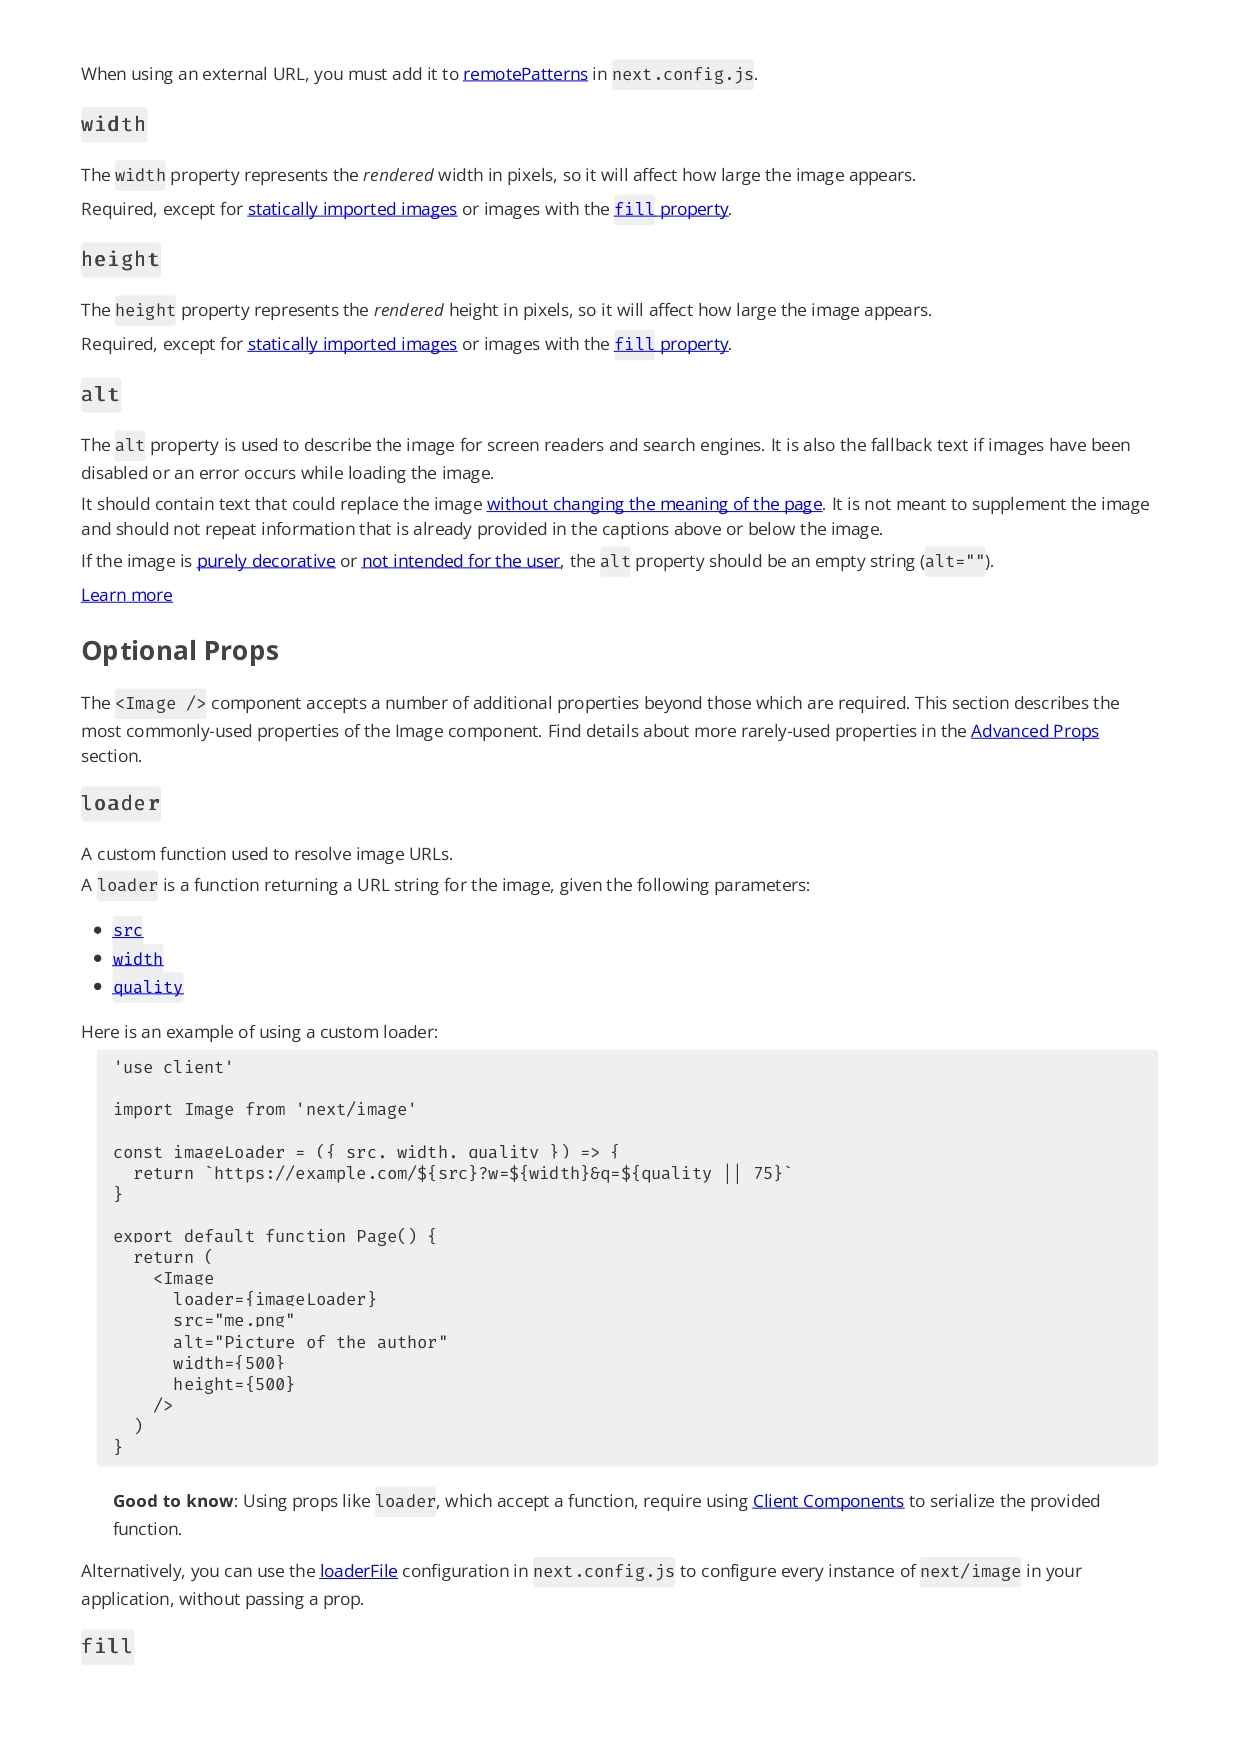 When using an external URL, you must add it to remotePatterns in next.config.js.
width
The width property represents the rendered width in pixels, so it will affect how large the image appears.
Required, except for statically imported images or images with the fill property.
height
The height property represents the rendered height in pixels, so it will affect how large the image appears.
Required, except for statically imported images or images with the fill property.
alt
The alt property is used to describe the image for screen readers and search engines. It is also the fallback text if images have been
disabled or an error occurs while loading the image.
It should contain text that could replace the image without changing the meaning of the page. It is not meant to supplement the image
and should not repeat information that is already provided in the captions above or below the image.
If the image is purely decorative or not intended for the user, the alt property should be an empty string (alt="").
Learn more
Optional Props
The <Image /> component accepts a number of additional properties beyond those which are required. This section describes the
most commonly-used properties of the Image component. Find details about more rarely-used properties in the Advanced Props
section.
loader
A custom function used to resolve image URLs.
A loader is a function returning a URL string for the image, given the following parameters:
• src
• width
• quality
Here is an example of using a custom loader:
'use client'
import Image from 'next/image'
const imageLoader = ({ src, width, quality }) => {
  return `https://example.com/${src}?w=${width}&q=${quality || 75}`
}
export default function Page() {
  return (
    <Image
      loader={imageLoader}
      src="me.png"
      alt="Picture of the author"
      width={500}
      height={500}
    />
  )
}
Good to know: Using props like loader, which accept a function, require using Client Components to serialize the provided
function.
Alternatively, you can use the loaderFile configuration in next.config.js to configure every instance of next/image in your
application, without passing a prop.
fill